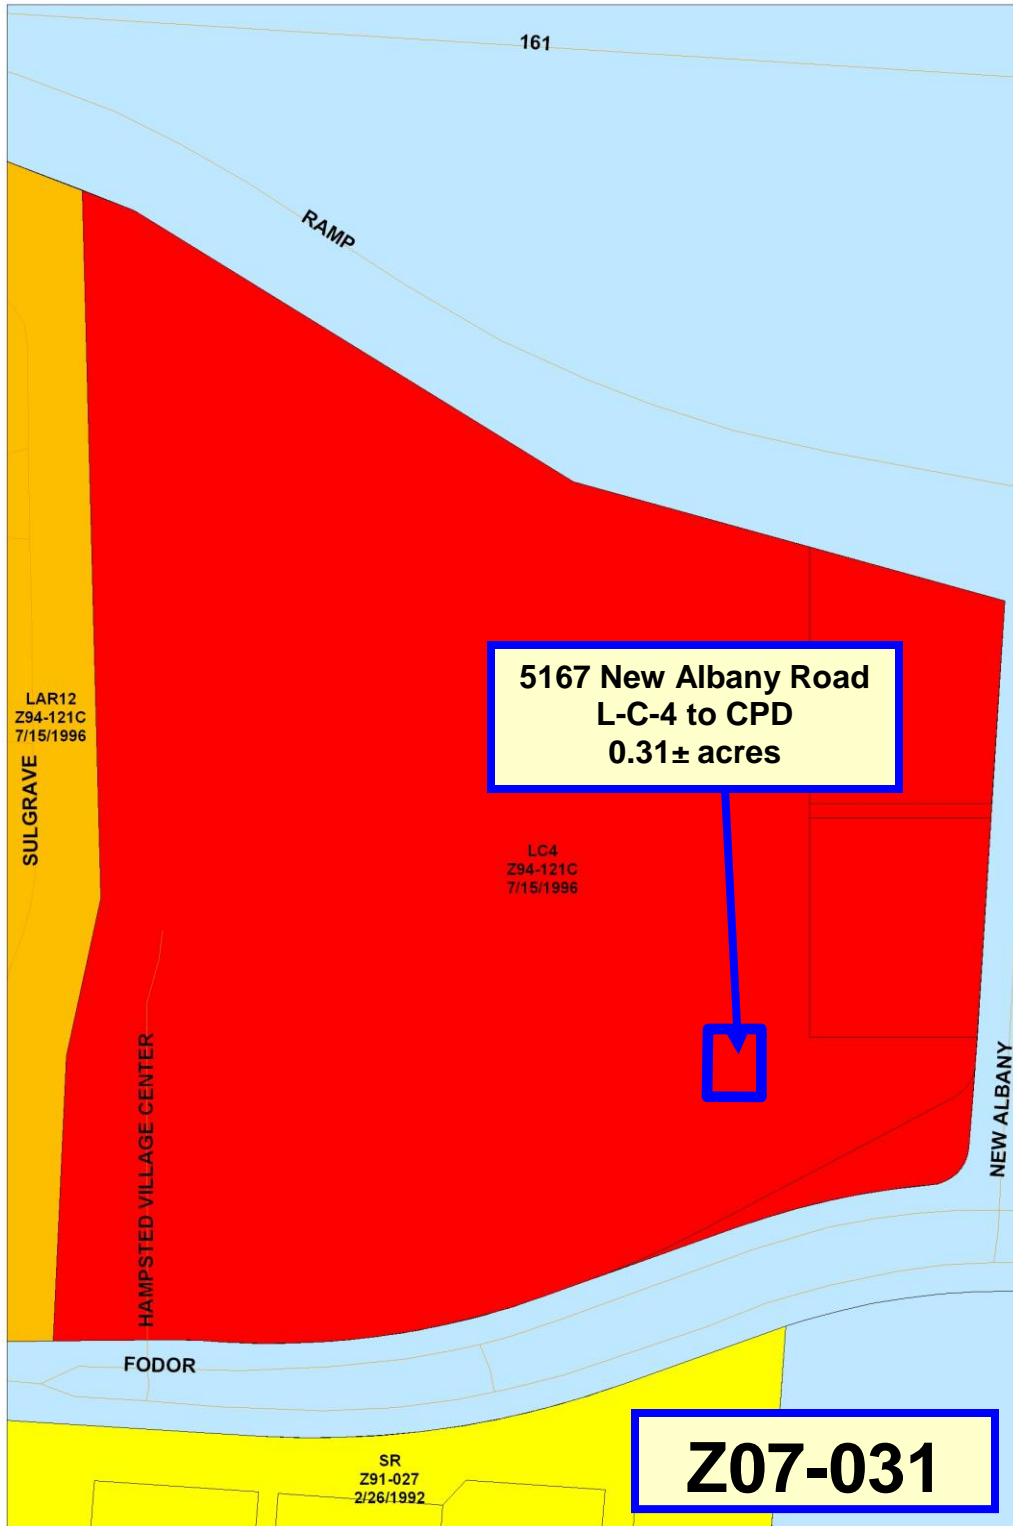 161
RAMP
5167 New Albany Road
L-C-4 to CPD
0.31± acres
LAR12
Z94-121C
7/15/1996
SULGRAVE
LC4
Z94-121C
7/15/1996
HAMPSTED VILLAGE CENTER
NEW ALBANY
FODOR
SR
Z91-027
2/26/1992
Z07-031